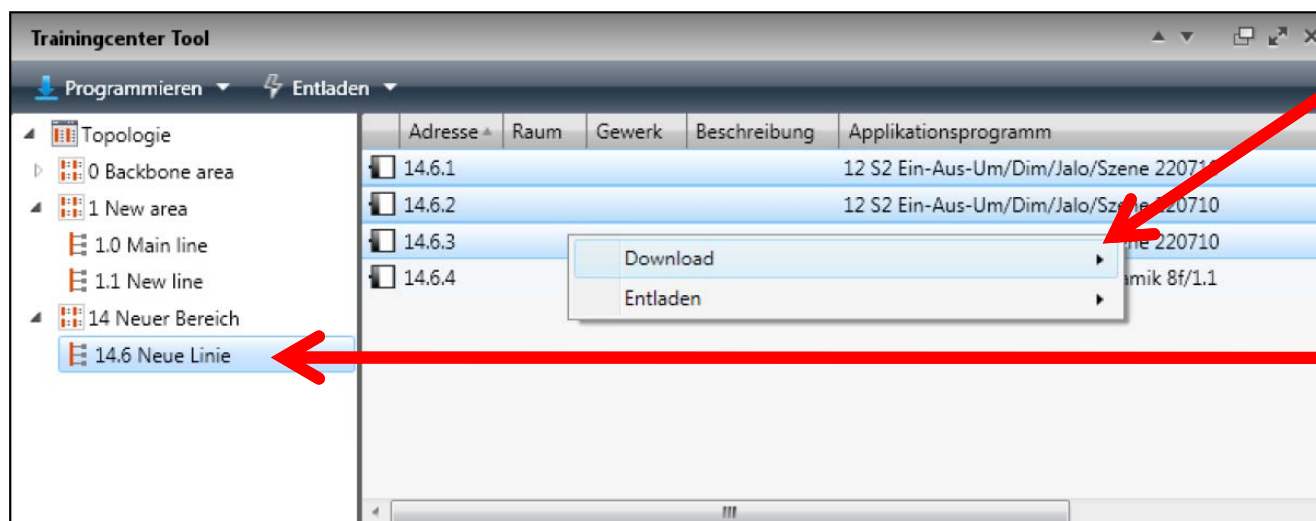 Trainingcenter Tool
Programmieren Entladen
Topologie
0 Backbone area
1 New area
1.0 Main line
1.1 New line
14 Neuer Bereich
14.6 Neue Linie
Adresse Raum Gewerk Beschreibung Applikationsprogramm
14.6.1 12 S2 Ein-Aus-Um/Dim/Jalo/Szene 220710
14.6.2 12 S2 Ein-Aus-Um/Dim/Jalo/Szene 220710
14.6.3 220710
14.6.4 8f/1.1
Download
Entladen